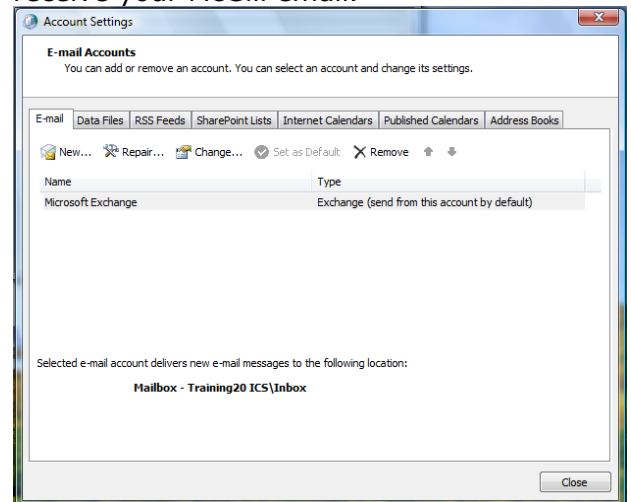 Account Settings
E-mail Accounts
You can add or remove an account. You can select an account and change its settings.
E-mail Data Files RSS Feeds SharePoint Lists Internet Calendars Published Calendars Address Books
New... Repair... Change... Set as Default Remove
Name Type
Microsoft Exchange Exchange (send from this account by default)
Selected e-mail account delivers new e-mail messages to the following location:
Mailbox - Training20 ICS\Inbox
Close